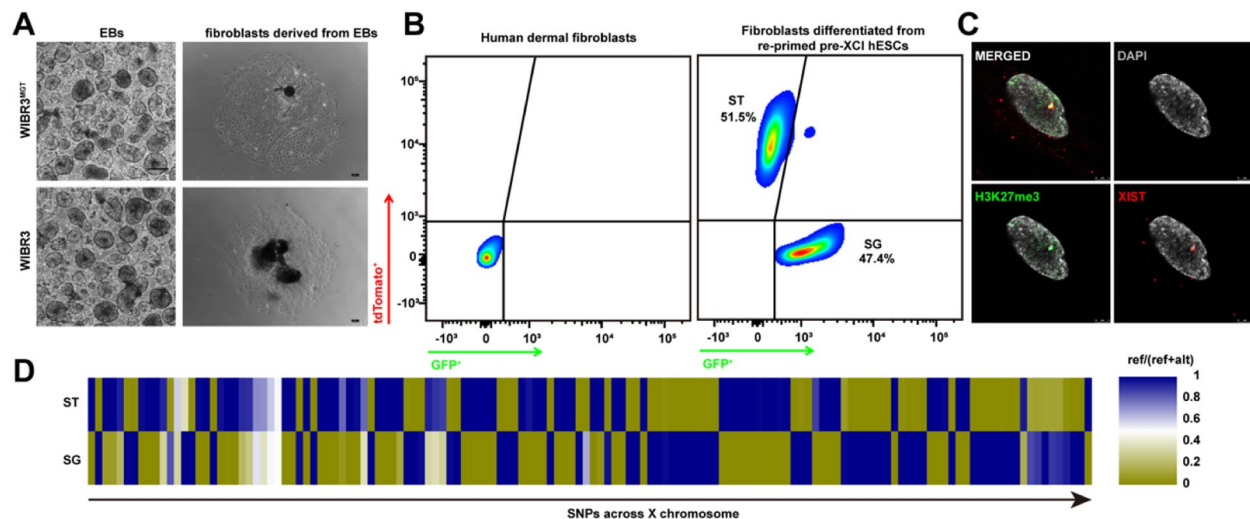 A
EBs
fibroblasts derived from EBs
WIBR3MGT
WIBR3
B
Human dermal fibroblasts
Fibroblasts differentiated from
re-primed pre-XCI hESCs
10⁵
10⁴
10³
0
-10³
tdTomato⁺
-10³ 0 10³ 10⁴ 10⁵
GFP⁺
ST
51.5%
SG
47.4%
-10³ 0 10³ 10⁴ 10⁵
GFP⁺
C
MERGED
DAPI
H3K27me3
XIST
D
ST
SG
SNPs across X chromosome
ref/(ref+alt)
1
0.8
0.6
0.4
0.2
0